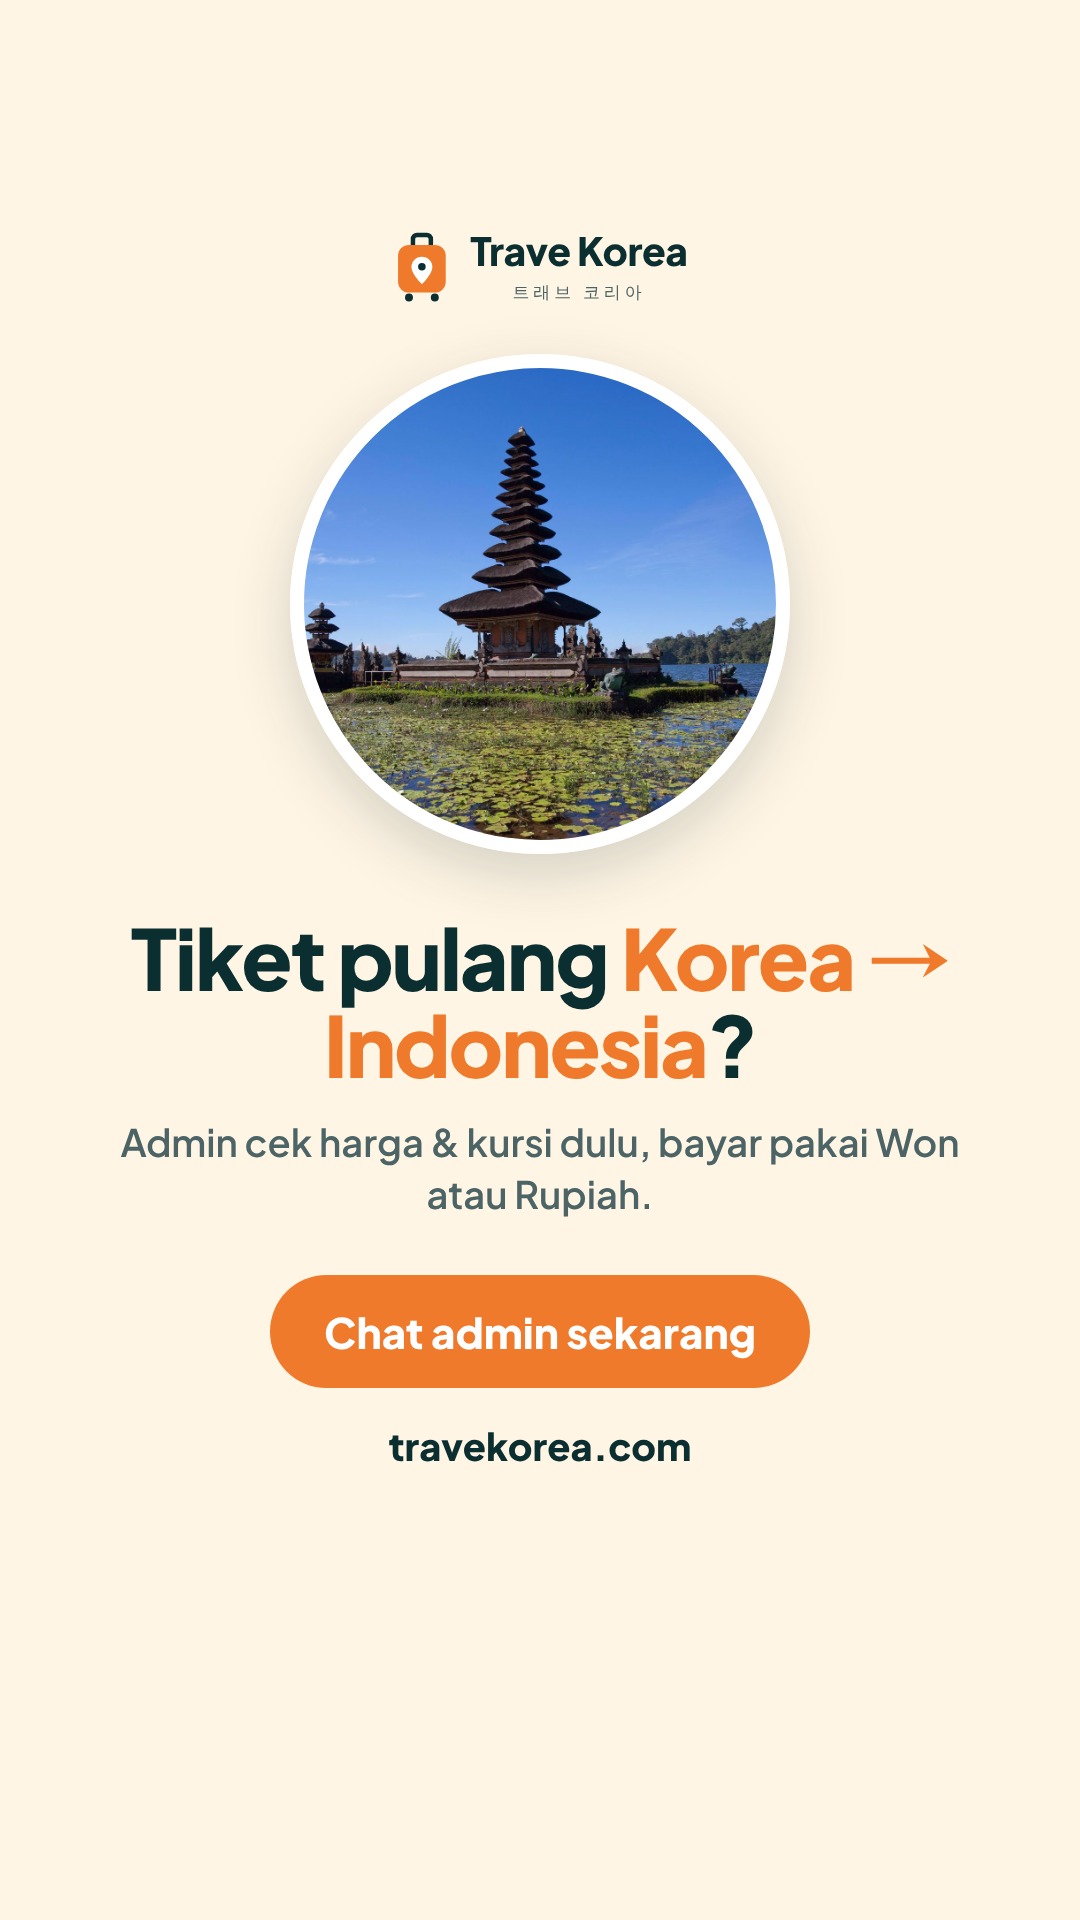 Trave Korea
트래브 코리아
Tiket pulang Korea →
Indonesia?
Admin cek harga & kursi dulu, bayar pakai Won
atau Rupiah.
Chat admin sekarang
travekorea.com